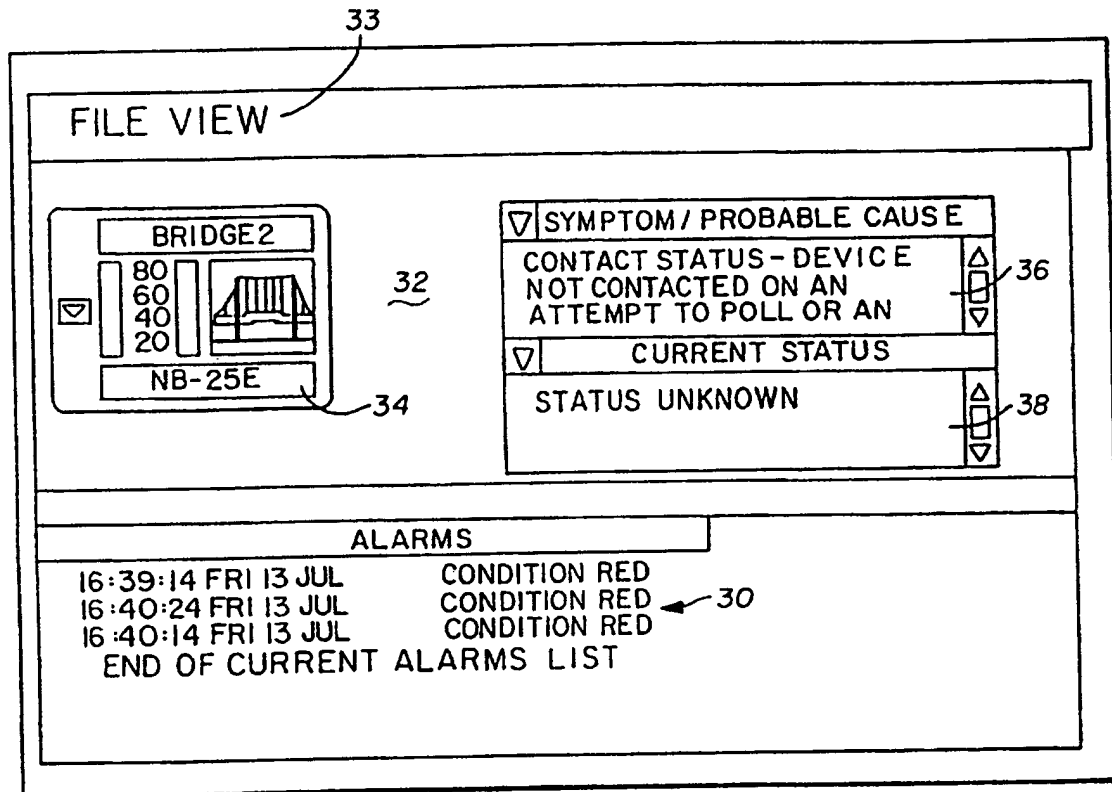 33
FILE VIEW
BRIDGE2
80
60
40
20
NB-25E
34
32
SYMPTOM/PROBABLE CAUSE
CONTACT STATUS-DEVICE
NOT CONTACTED ON AN
ATTEMPT TO POLL OR AN
36
CURRENT STATUS
STATUS UNKNOWN
38
ALARMS
16:39:14 FRI 13 JUL CONDITION RED
16:40:24 FRI 13 JUL CONDITION RED
16:40:14 FRI 13 JUL CONDITION RED
30
END OF CURRENT ALARMS LIST